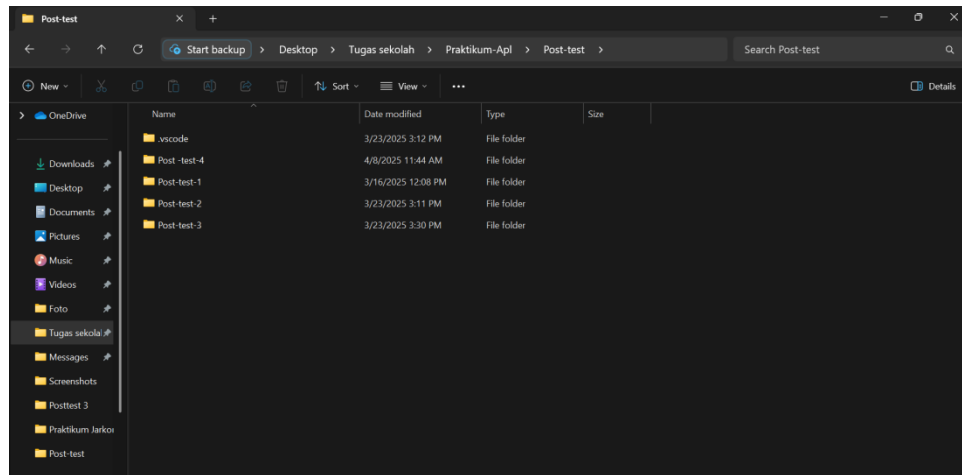 Post-test
Start backup > Desktop > Tugas sekolah > Praktikum-Apl > Post-test >
Search Post-test
New
Sort
View
Details
Name Date modified Type Size
.vscode 3/23/2025 3:12 PM File folder
Post -test-4 4/8/2025 11:44 AM File folder
Post-test-1 3/16/2025 12:08 PM File folder
Post-test-2 3/23/2025 3:11 PM File folder
Post-test-3 3/23/2025 3:30 PM File folder
OneDrive
Downloads
Desktop
Documents
Pictures
Music
Videos
Foto
Tugas sekolal
Messages
Screenshots
Posttest 3
Praktikum Jarkor
Post-test